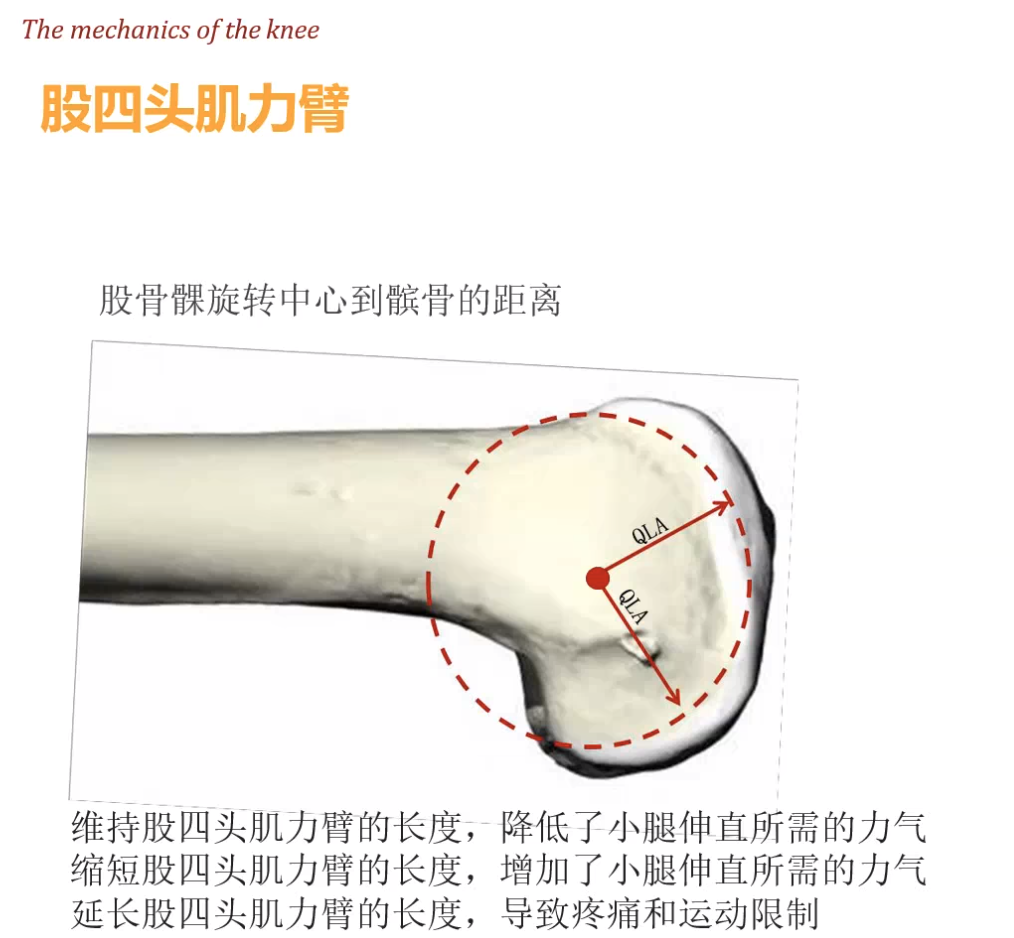 The mechanics of the knee
股四头肌力臂
股骨髁旋转中心到髌骨的距离
QLA
QLA
维持股四头肌力臂的长度，降低了小腿伸直所需的力气
缩短股四头肌力臂的长度，增加了小腿伸直所需的力气
延长股四头肌力臂的长度，导致疼痛和运动限制